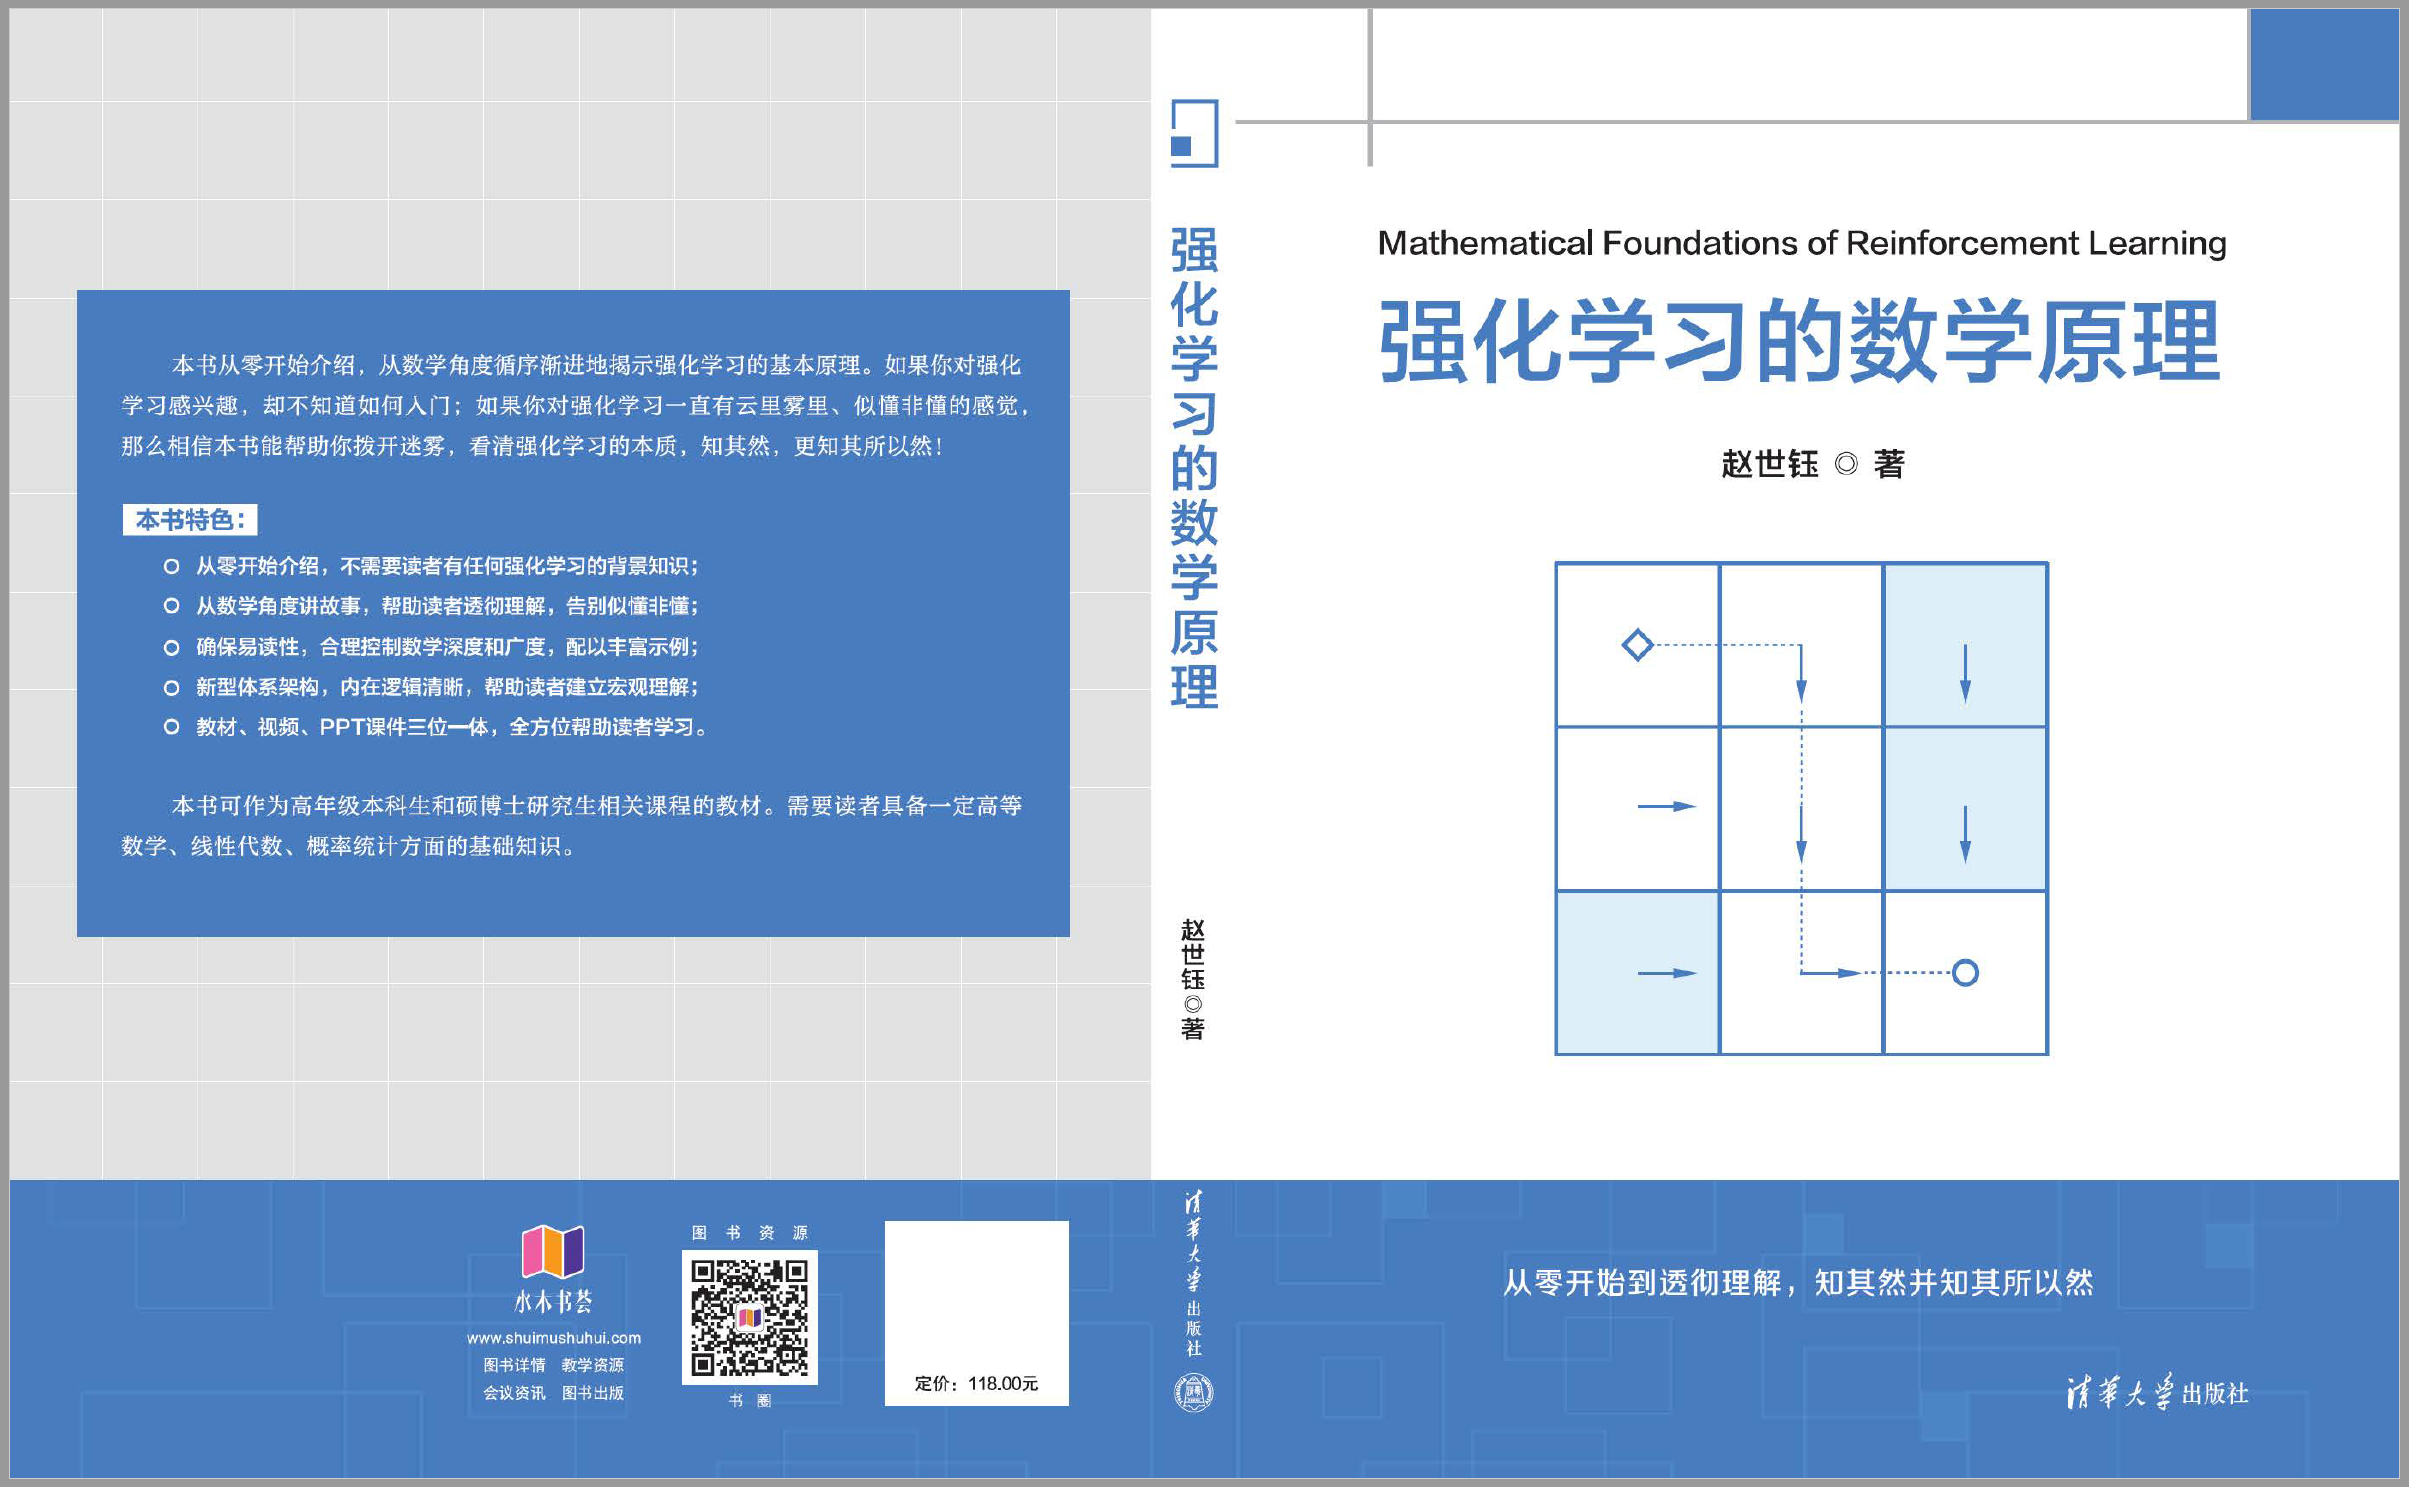 本书从零开始介绍，从数学角度循序渐进地揭示强化学习的基本原理。如果你对强化
学习感兴趣，却不知道如何入门；如果你对强化学习一直有云里雾里、似懂非懂的感觉，
那么相信本书能帮助你拨开迷雾，看清强化学习的本质，知其然，更知其所以然！
本书特色：
从零开始介绍，不需要读者有任何强化学习的背景知识；
从数学角度讲故事，帮助读者透彻理解，告别似懂非懂；
确保易读性，合理控制数学深度和广度，配以丰富示例；
新型体系架构，内在逻辑清晰，帮助读者建立宏观理解；
教材、视频、PPT课件三位一体，全方位帮助读者学习。
本书可作为高年级本科生和硕博士研究生相关课程的教材。需要读者具备一定高等
数学、线性代数、概率统计方面的基础知识。
水木书荟
www.shuimushuhui.com
图书详情 教学资源
会议资讯 图书出版
图书资源
书圈
定价：118.00元
强化学习的数学原理
赵世钰◎著
清华大学出版社
Mathematical Foundations of Reinforcement Learning
强化学习的数学原理
赵世钰 ◎ 著
从零开始到透彻理解，知其然并知其所以然
清华大学出版社